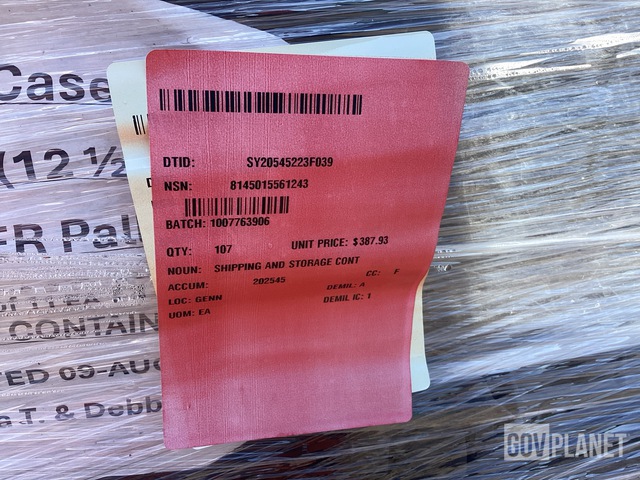 Case
(12 ½
ER Pal
CONTAIN
ED 09-AUG
a T. & Debb
DTID: SY20545223F039
NSN: 8145015561243
BATCH: 1007763906
QTY: 107 UNIT PRICE: $387.93
NOUN: SHIPPING AND STORAGE CONT
ACCUM: 202545 CC: F
LOC: GENN DEMIL: A
UOM: EA DEMIL IC: 1
GOVPLANET